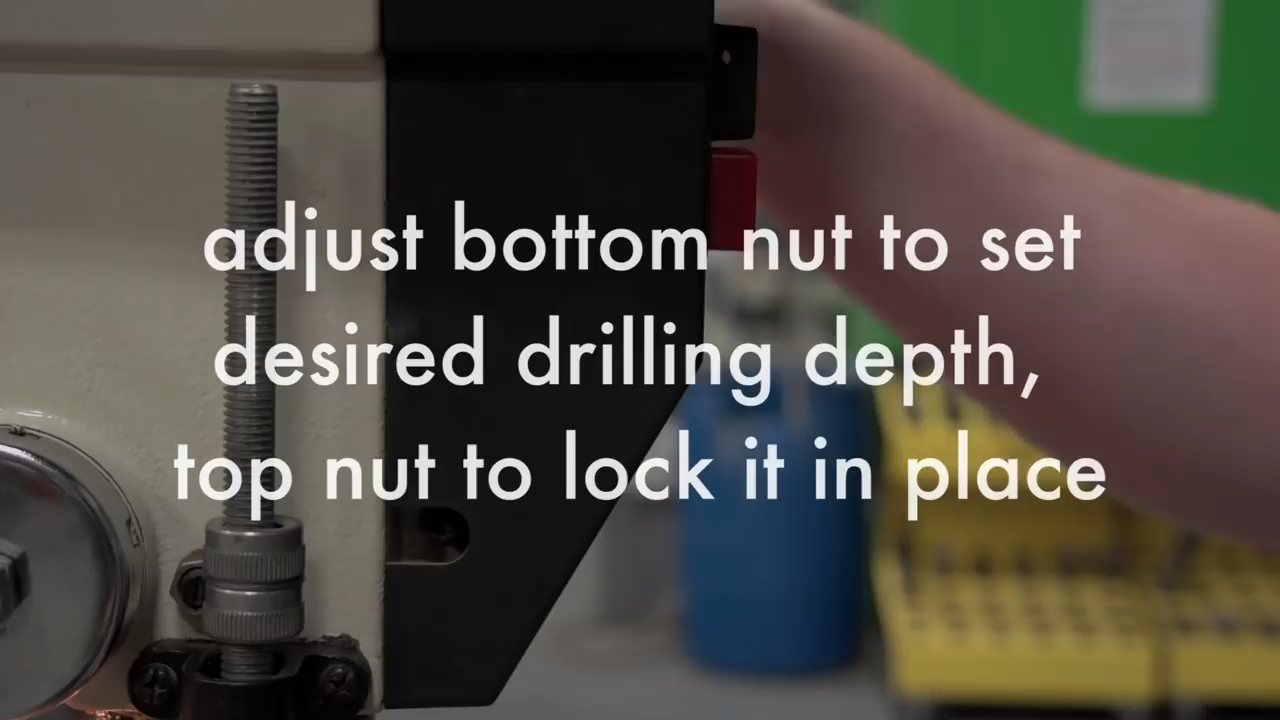 adjust bottom nut to set
desired drilling depth,
top nut to lock it in place